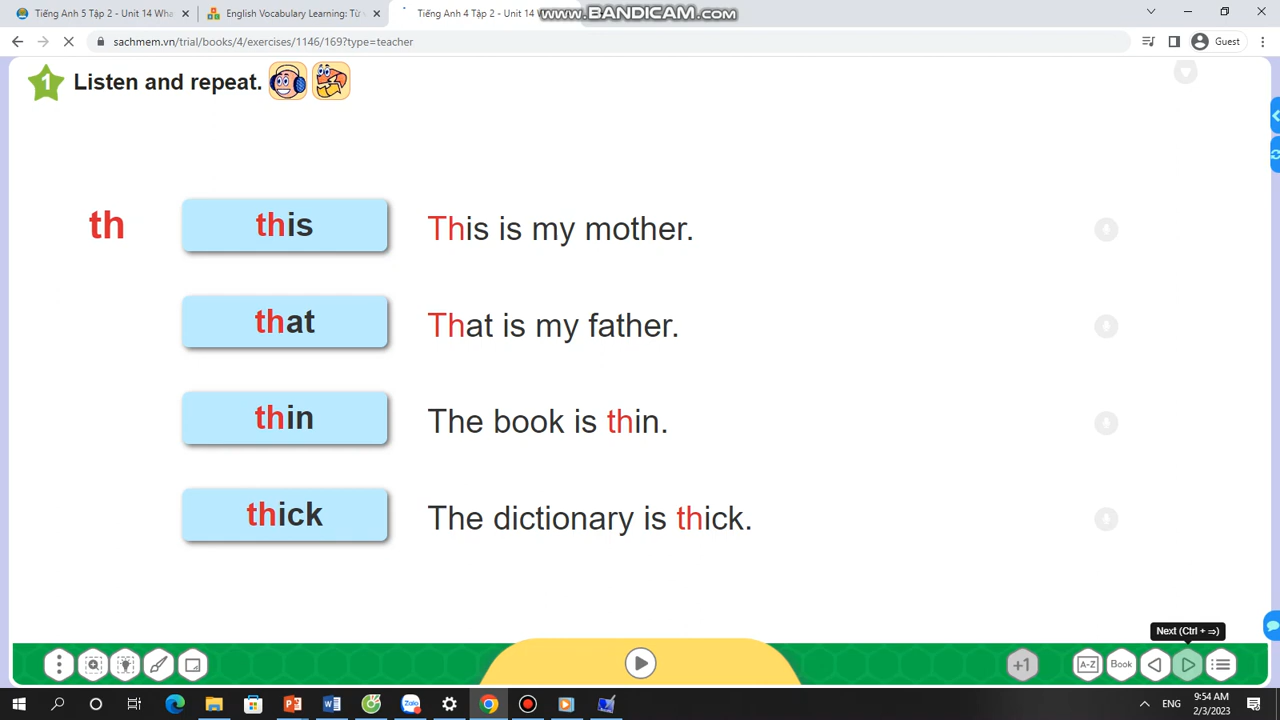 Tiếng Anh 5 Tập 2 - Unit 14 Wha
English Vocabulary Learning: Từ
Tiếng Anh 4 Tập 2 - Unit 14 W
www.BANDICAM.com
sachmem.vn/trial/books/4/exercises/1146/169?type=teacher
Guest
1 Listen and repeat.
th this This is my mother.
that That is my father.
thin The book is thin.
thick The dictionary is thick.
Next (Ctrl + ⇒)
+1 A-Z Book
Zalo
ENG
9:54 AM
2/3/2023